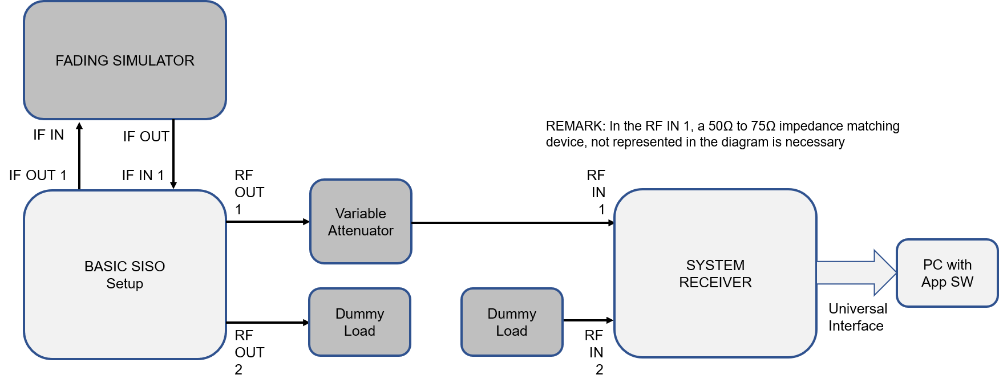 FADING SIMULATOR
IF IN
IF OUT
IF OUT 1
IF IN 1
REMARK: In the RF IN 1, a 50Ω to 75Ω impedance matching
device, not represented in the diagram is necessary
RF
OUT
1
Variable
Attenuator
RF
IN
1
BASIC SISO
Setup
SYSTEM
RECEIVER
PC with
App SW
Dummy
Load
Dummy
Load
Universal
Interface
RF
OUT
2
RF
IN
2